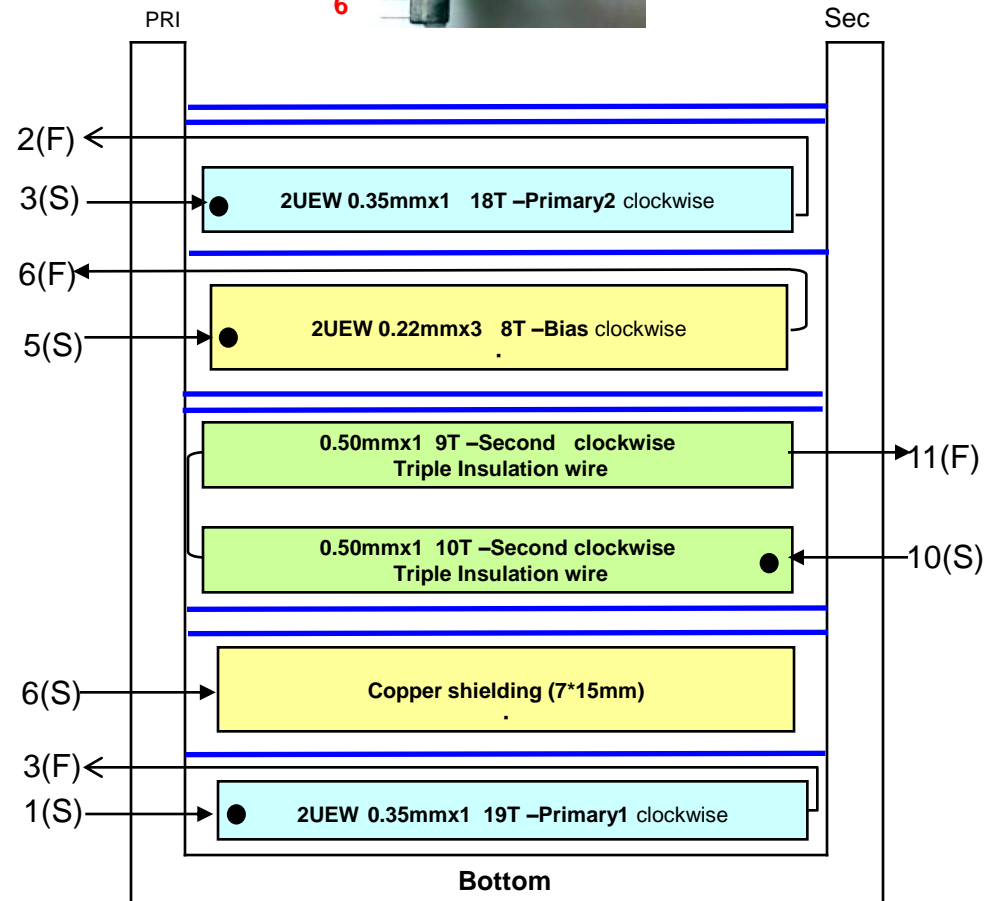 6
PRI
Sec
2(F)
3(S)
2UEW 0.35mmx1 18T –Primary2 clockwise
6(F)
5(S)
2UEW 0.22mmx3 8T –Bias clockwise
.
0.50mmx1 9T –Second clockwise
Triple Insulation wire
11(F)
0.50mmx1 10T –Second clockwise
Triple Insulation wire
10(S)
6(S)
Copper shielding (7*15mm)
.
3(F)
1(S)
2UEW 0.35mmx1 19T –Primary1 clockwise
Bottom